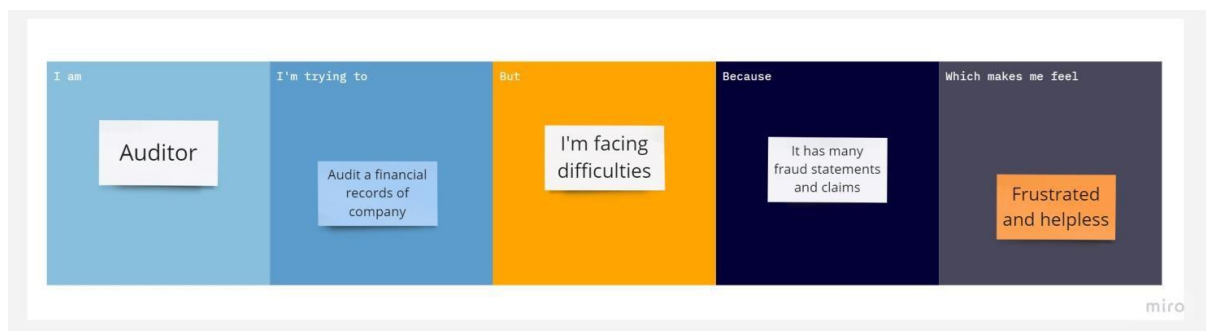 I am
Auditor
I'm trying to
Audit a financial
records of
company
But
I'm facing
difficulties
Because
It has many
fraud statements
and claims
Which makes me feel
Frustrated
and helpless
miro